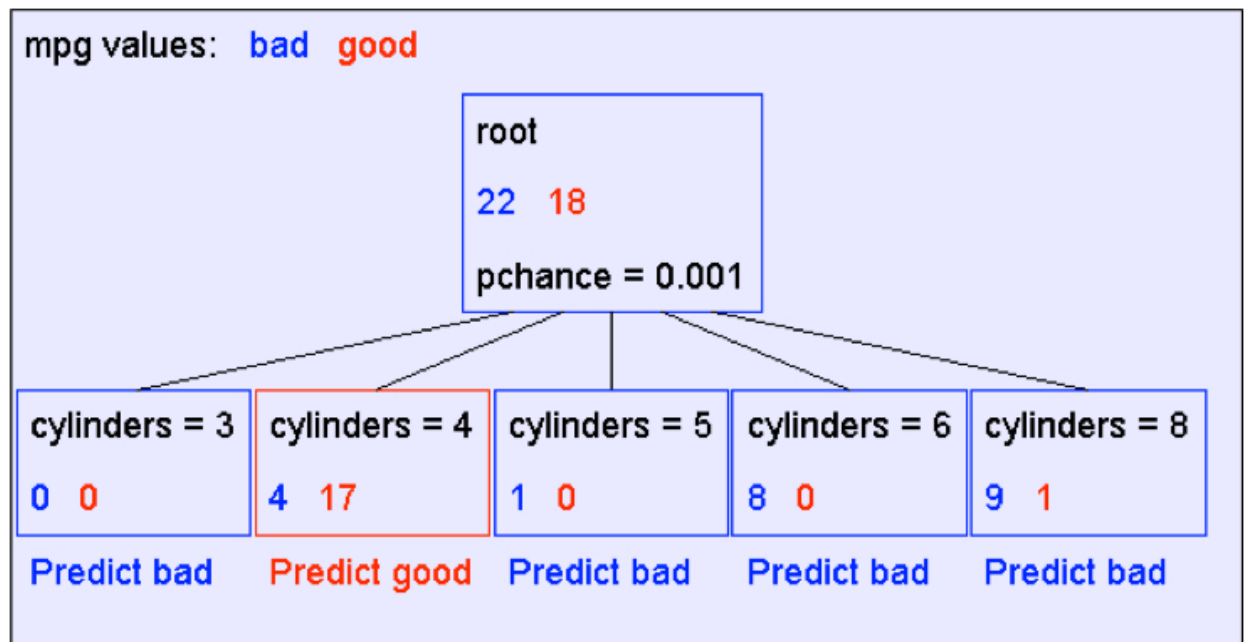 mpg values: bad good
root
22 18
pchance = 0.001
cylinders = 3 cylinders = 4 cylinders = 5 cylinders = 6 cylinders = 8
0 0 4 17 1 0 8 0 9 1
Predict bad Predict good Predict bad Predict bad Predict bad